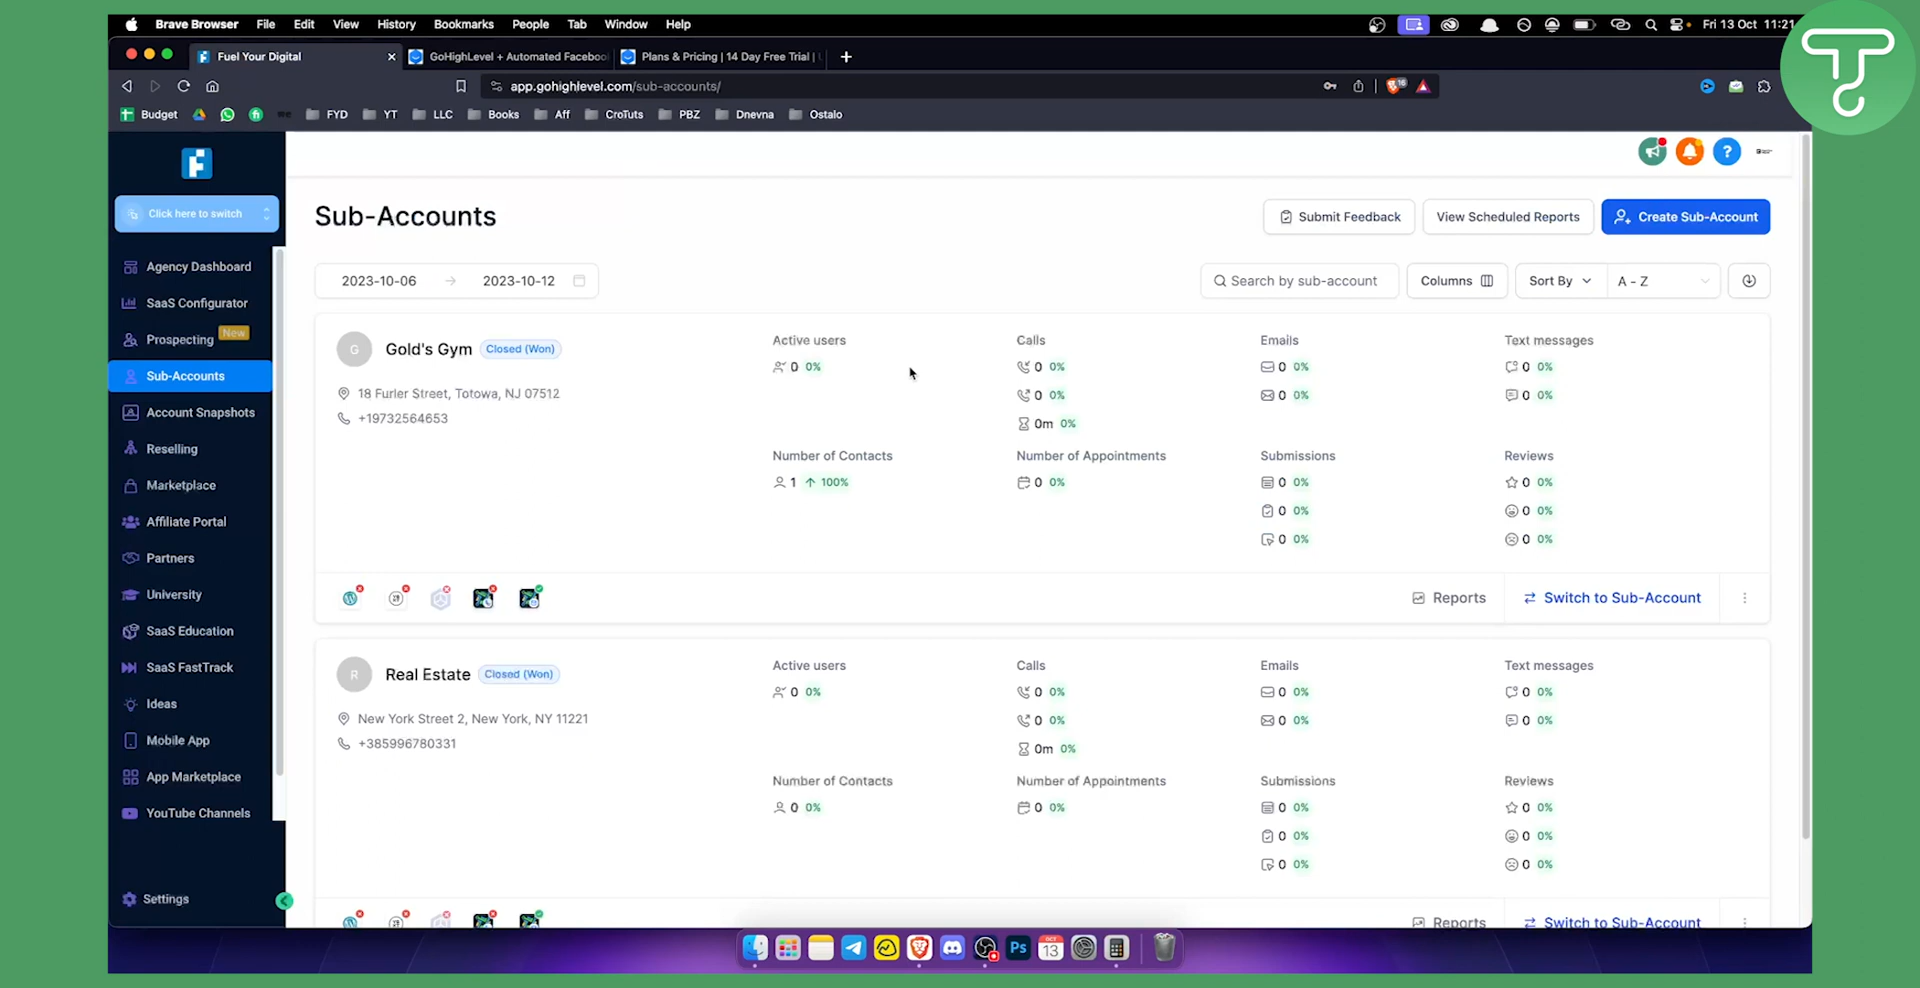 Brave Browser File Edit View History Bookmarks People Tab Window Help
Fri 13 Oct 11:21
Fuel Your Digital
GoHighLevel + Automated Faceboo
Plans & Pricing | 14 Day Free Trial |
app.gohighlevel.com/sub-accounts/
Budget
we
FYD
YT
LLC
Books
Aff
CroTuts
PBZ
Dnevna
Ostalo
Click here to switch
Agency Dashboard
SaaS Configurator
Prospecting New
Sub-Accounts
Account Snapshots
Reselling
Marketplace
Affiliate Portal
Partners
University
SaaS Education
SaaS FastTrack
Ideas
Mobile App
App Marketplace
YouTube Channels
Settings
Sub-Accounts
Submit Feedback
View Scheduled Reports
Create Sub-Account
2023-10-06
2023-10-12
Search by sub-account
Columns
Sort By
A - Z
G
Gold's Gym
Closed (Won)
18 Furler Street, Totowa, NJ 07512
+19732564653
Active users
0 0%
Calls
0 0%
0 0%
0m 0%
Emails
0 0%
0 0%
Text messages
0 0%
0 0%
Number of Contacts
1 100%
Number of Appointments
0 0%
Submissions
0 0%
0 0%
0 0%
Reviews
0 0%
0 0%
0 0%
Reports
Switch to Sub-Account
R
Real Estate
Closed (Won)
New York Street 2, New York, NY 11221
+385996780331
Active users
0 0%
Calls
0 0%
0 0%
0m 0%
Emails
0 0%
0 0%
Text messages
0 0%
0 0%
Number of Contacts
0 0%
Number of Appointments
0 0%
Submissions
0 0%
0 0%
0 0%
Reviews
0 0%
0 0%
0 0%
Reports
Switch to Sub-Account
Ps
OCT
13